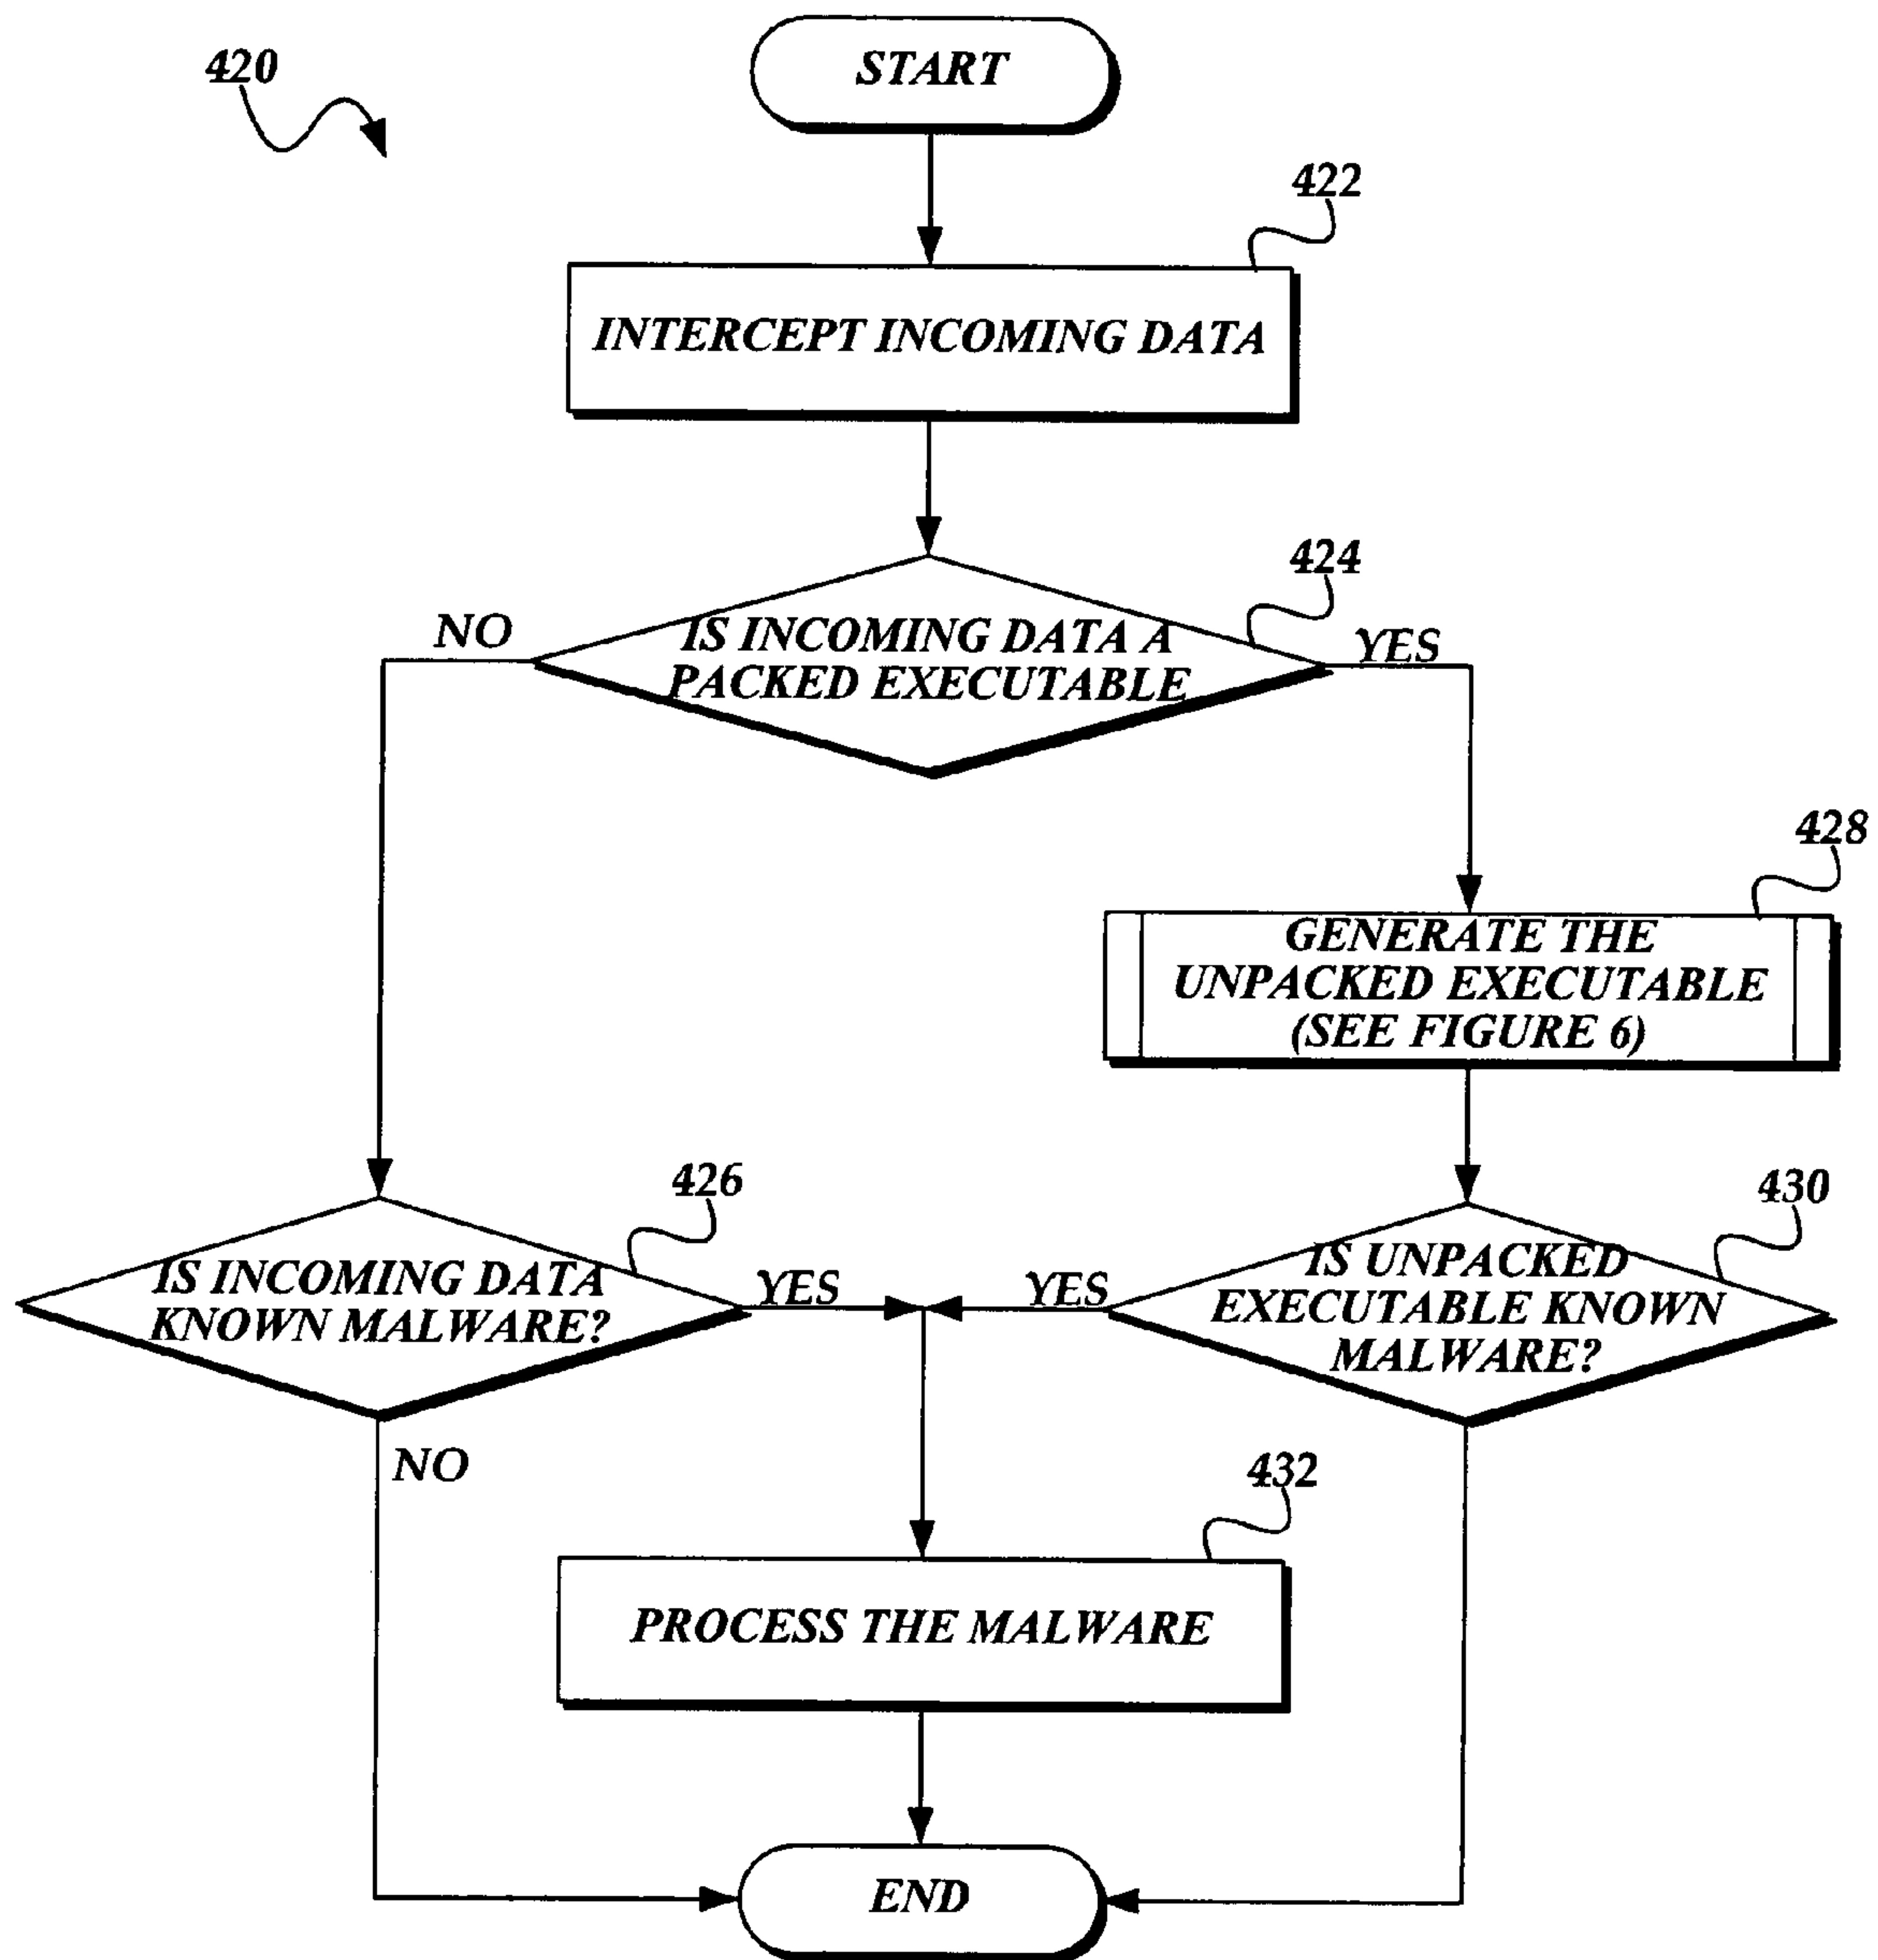 420
START
422
INTERCEPT INCOMING DATA
424
NO
IS INCOMING DATA A
PACKED EXECUTABLE
YES
428
GENERATE THE
UNPACKED EXECUTABLE
(SEE FIGURE 6)
426
430
IS INCOMING DATA
KNOWN MALWARE?
YES
YES
IS UNPACKED
EXECUTABLE KNOWN
MALWARE?
NO
432
PROCESS THE MALWARE
END